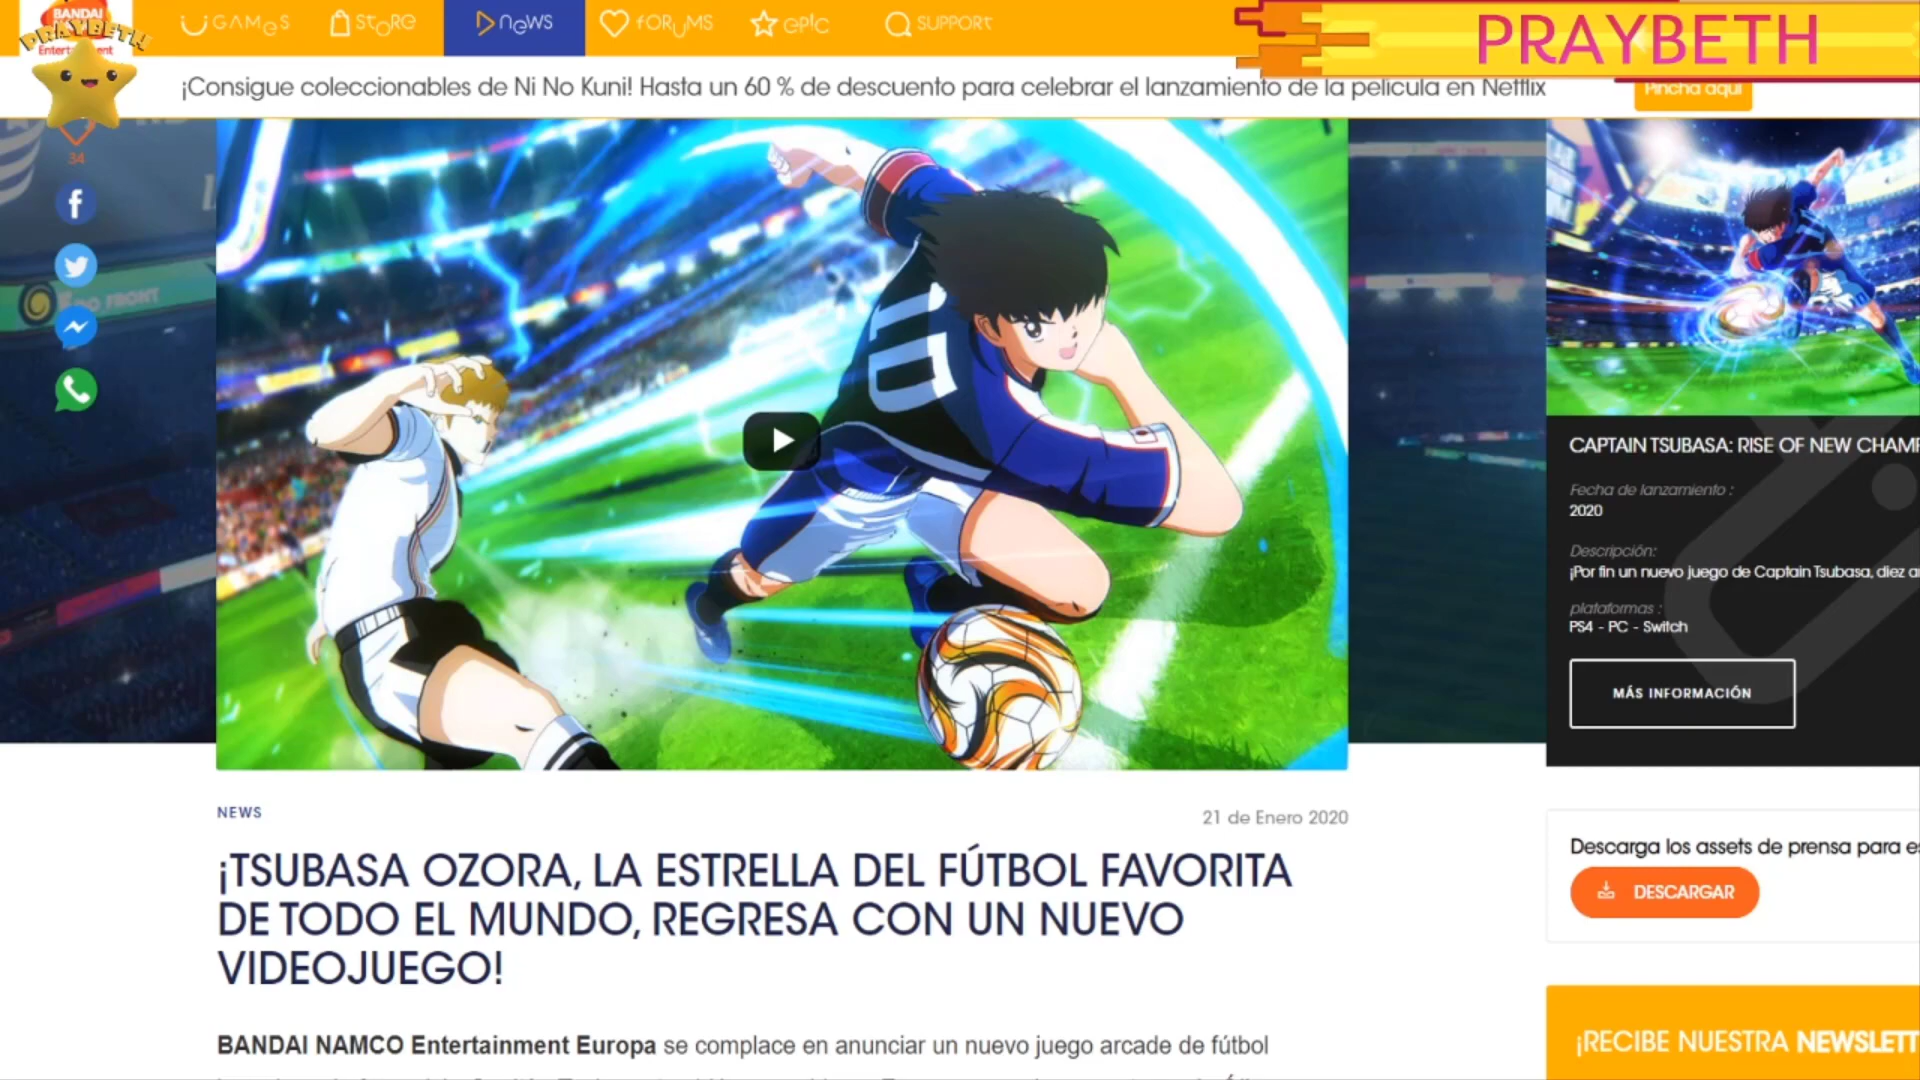 BANDAI
PRAYBETH
GAMES
STORE
NEWS
FORUMS
EPIC
SUPPORT
PRAYBETH
¡Consigue coleccionables de Ni No Kuni! Hasta un 60 % de descuento para celebrar el lanzamiento de la película en Netflix
Pincha aquí
34
10
CAPTAIN TSUBASA: RISE OF NEW CHAMP
Fecha de lanzamiento :
2020
Descripción:
¡Por fin un nuevo juego de Captain Tsubasa, diez a
plataformas :
PS4 - PC - Switch
MÁS INFORMACIÓN
NEWS
21 de Enero 2020
¡TSUBASA OZORA, LA ESTRELLA DEL FÚTBOL FAVORITA
DE TODO EL MUNDO, REGRESA CON UN NUEVO
VIDEOJUEGO!
Descarga los assets de prensa para e
DESCARGAR
BANDAI NAMCO Entertainment Europa se complace en anunciar un nuevo juego arcade de fútbol
¡RECIBE NUESTRA NEWSLETT